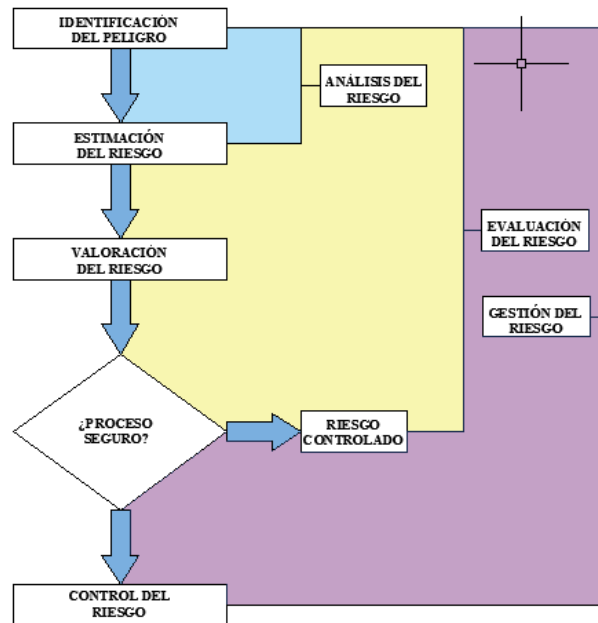 IDENTIFICACIÓN
DEL PELIGRO
ANÁLISIS DEL
RIESGO
ESTIMACIÓN
DEL RIESGO
VALORACIÓN
DEL RIESGO
EVALUACIÓN
DEL RIESGO
GESTIÓN DEL
RIESGO
¿PROCESO
SEGURO?
RIESGO
CONTROLADO
CONTROL DEL
RIESGO